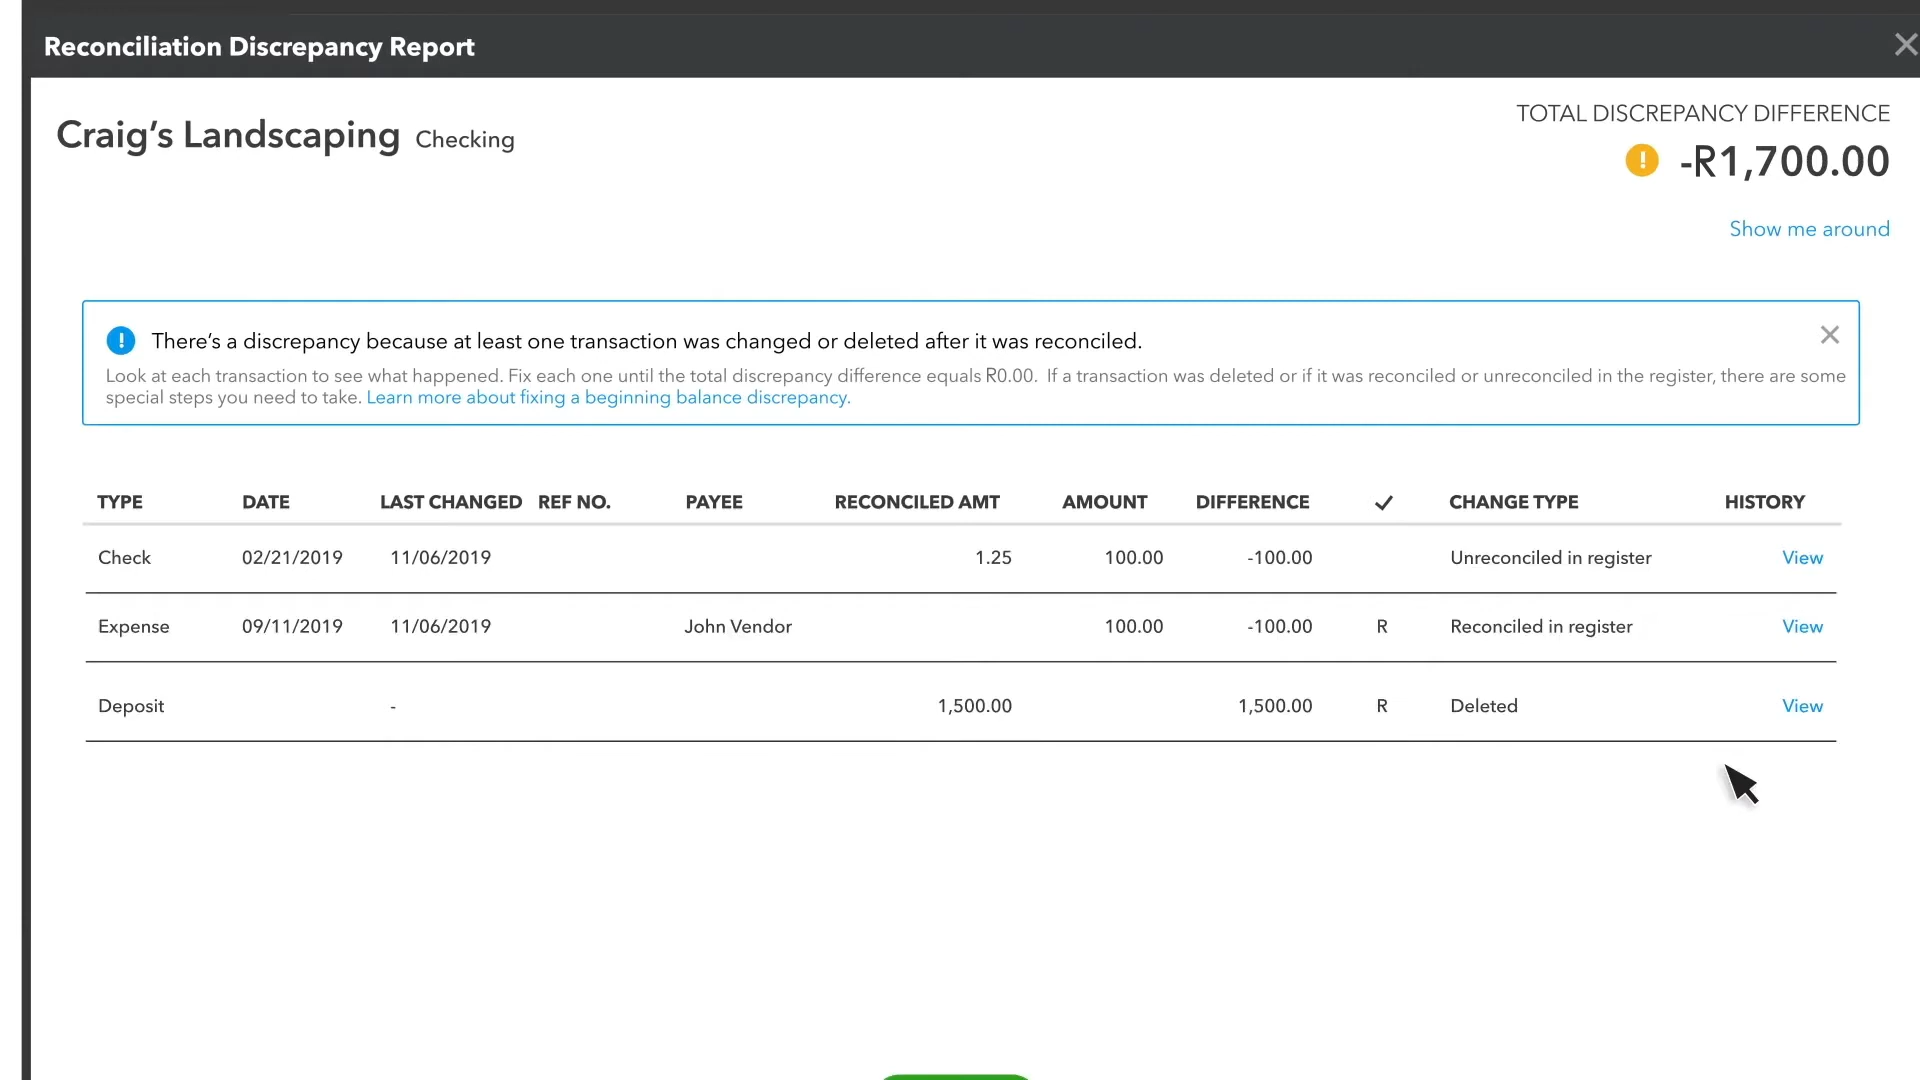 Reconciliation Discrepancy Report
Craig’s Landscaping Checking
TOTAL DISCREPANCY DIFFERENCE
! -R1,700.00
Show me around
! There’s a discrepancy because at least one transaction was changed or deleted after it was reconciled.
Look at each transaction to see what happened. Fix each one until the total discrepancy difference equals R0.00. If a transaction was deleted or if it was reconciled or unreconciled in the register, there are some
special steps you need to take. Learn more about fixing a beginning balance discrepancy.
TYPE DATE LAST CHANGED REF NO. PAYEE RECONCILED AMT AMOUNT DIFFERENCE ✓ CHANGE TYPE HISTORY
Check 02/21/2019 11/06/2019 1.25 100.00 -100.00 Unreconciled in register View
Expense 09/11/2019 11/06/2019 John Vendor 100.00 -100.00 R Reconciled in register View
Deposit - 1,500.00 1,500.00 R Deleted View